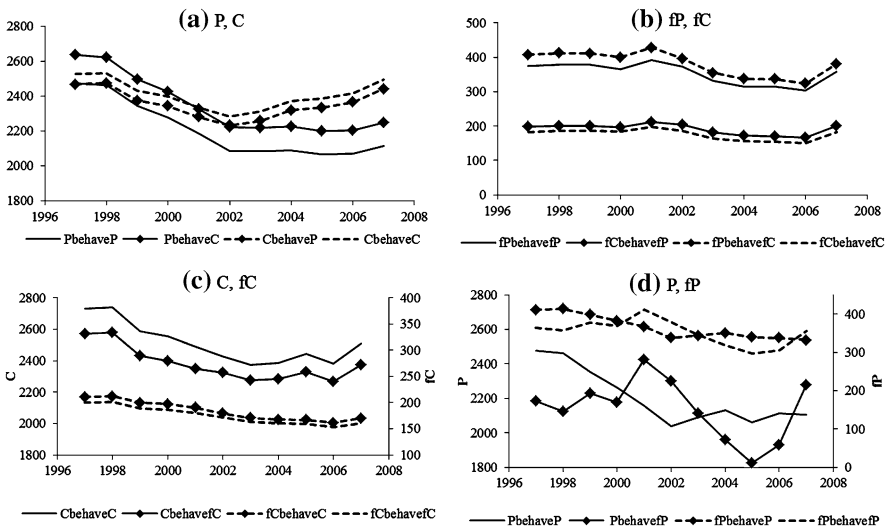 (a) P, C
2800
2600
2400
2200
2000
1800
1996 1998 2000 2002 2004 2006 2008
PbehaveP PbehaveC CbehaveP CbehaveC
(b) fP, fC
500
400
300
200
100
0
1996 1998 2000 2002 2004 2006 2008
fPbehavefP fCbehavefP fPbehavefC fCbehavefC
(c) C, fC
2800
2600
2400
2200
2000
1800
C
400
350
300
250
200
150
100
fC
1996 1998 2000 2002 2004 2006 2008
CbehaveC CbehavefC fCbehaveC fCbehavefC
(d) P, fP
2800
2600
2400
2200
2000
1800
P
400
300
200
100
0
fP
1996 1998 2000 2002 2004 2006 2008
PbehaveP PbehavefP fPbehaveP fPbehavefP